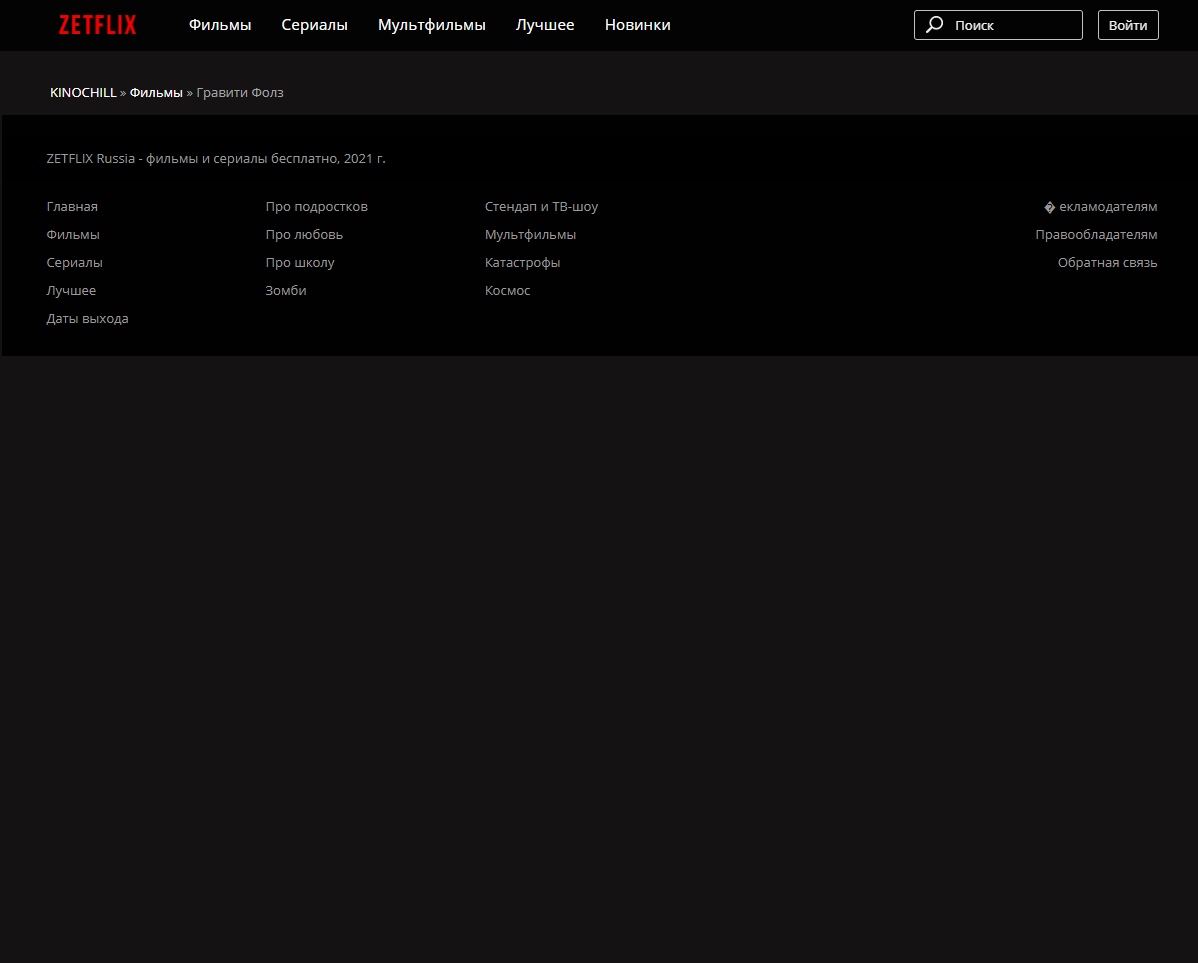 ZETFLIX Фильмы Сериалы Мультфильмы Лучшее Новинки Поиск Войти
KINOCHILL » Фильмы » Гравити Фолз
ZETFLIX Russia - фильмы и сериалы бесплатно, 2021 г.
Главная Про подростков Стендап и ТВ-шоу � екламодателям
Фильмы Про любовь Мультфильмы Правообладателям
Сериалы Про школу Катастрофы Обратная связь
Лучшее Зомби Космос
Даты выхода